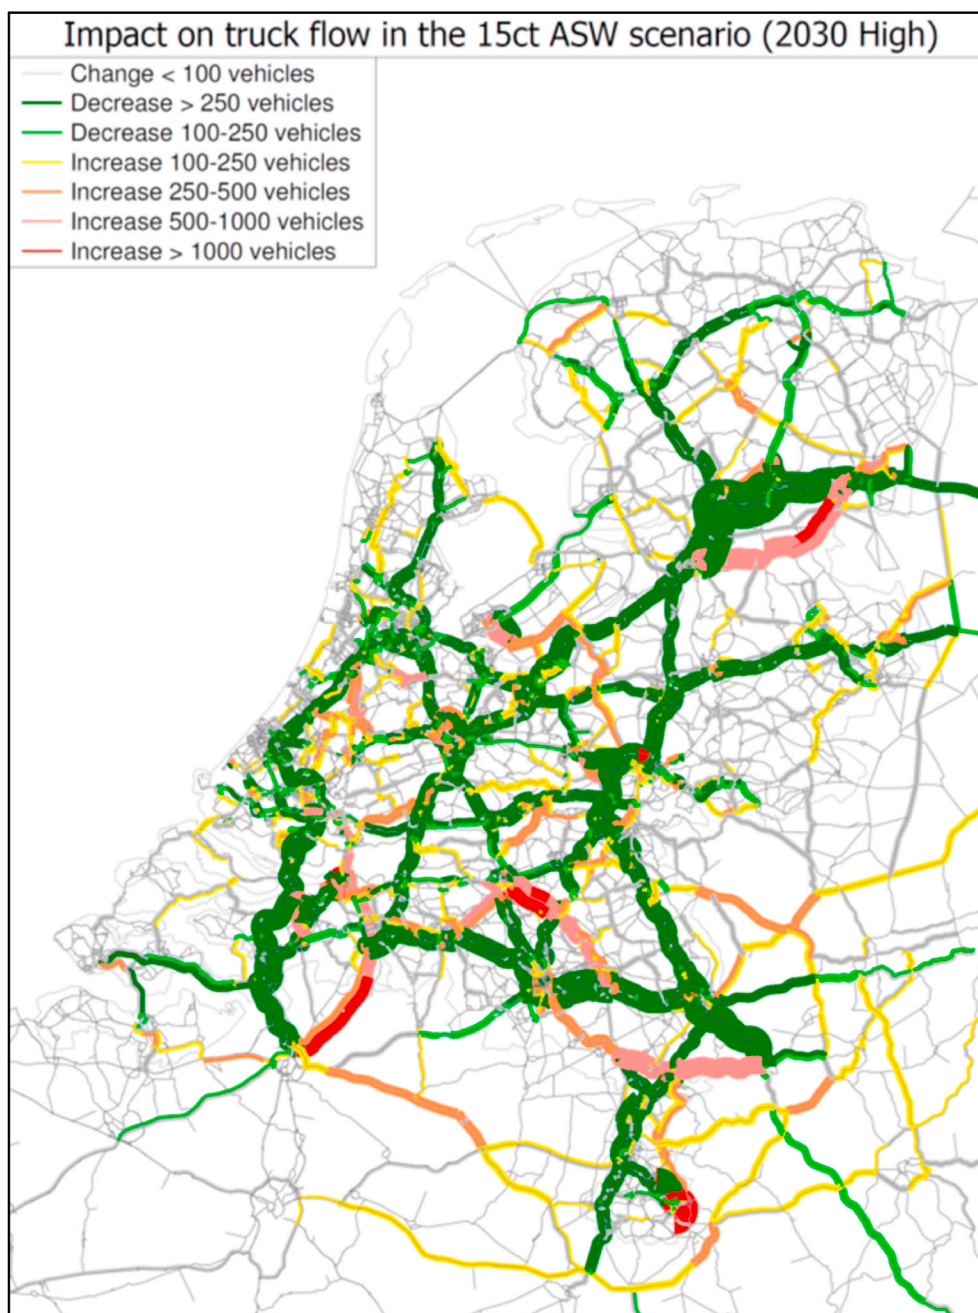 Impact on truck flow in the 15ct ASW scenario (2030 High)
Change < 100 vehicles
Decrease > 250 vehicles
Decrease 100-250 vehicles
Increase 100-250 vehicles
Increase 250-500 vehicles
Increase 500-1000 vehicles
Increase > 1000 vehicles